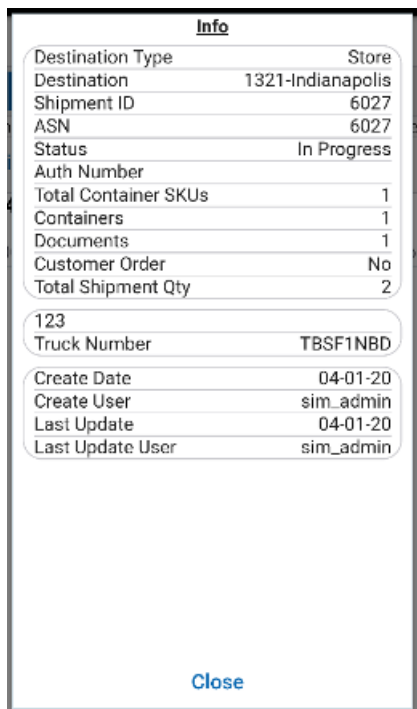 Info
Destination Type Store
Destination 1321-Indianapolis
Shipment ID 6027
ASN 6027
Status In Progress
Auth Number
Total Container SKUs 1
Containers 1
Documents 1
Customer Order No
Total Shipment Qty 2
123
Truck Number TBSF1NBD
Create Date 04-01-20
Create User sim_admin
Last Update 04-01-20
Last Update User sim_admin
Close